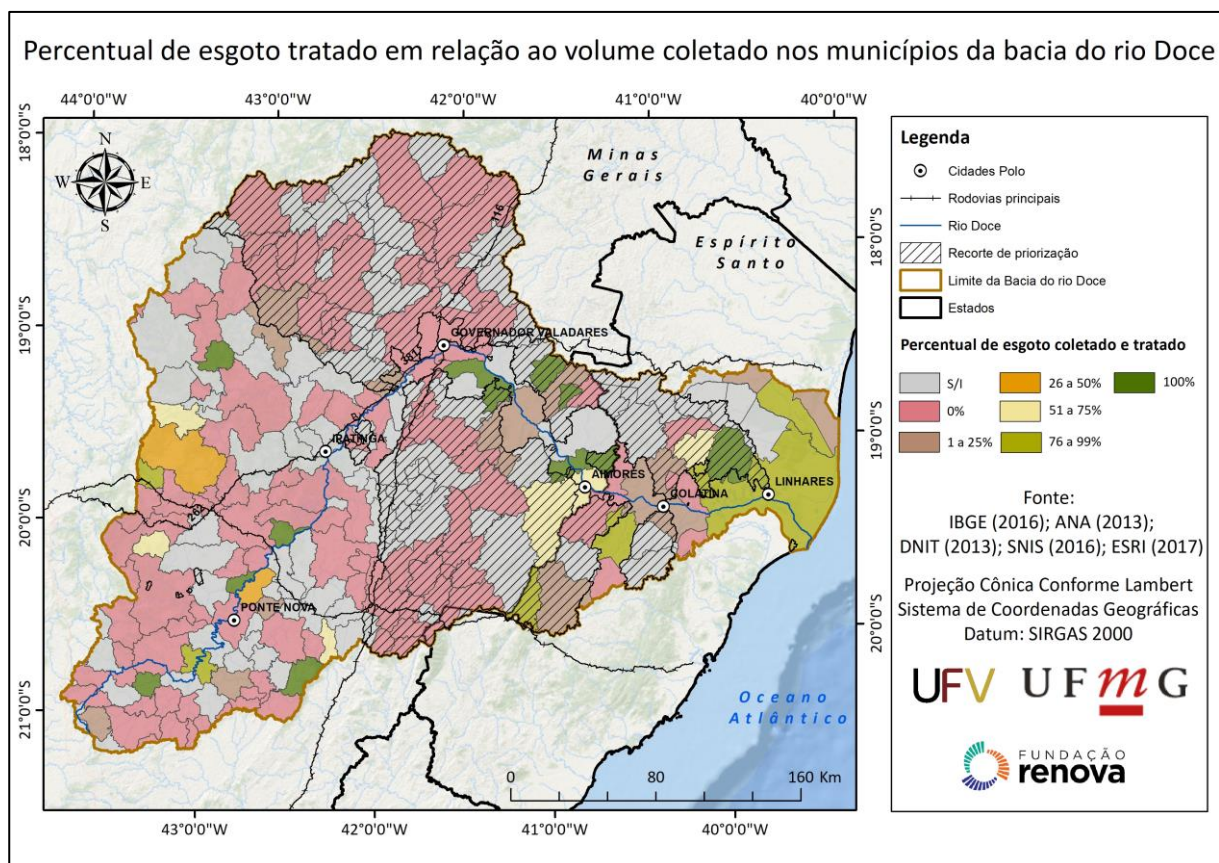 Percentual de esgoto tratado em relação ao volume coletado nos municípios da bacia do rio Doce
44°0'0"W
43°0'0"W
42°0'0"W
41°0'0"W
40°0'0"W
18°0'0"S
19°0'0"S
20°0'0"S
21°0'0"S
N
W
E
S
Minas
Gerais
Espírito
Santo
116
GOVERNADOR VALADARES
381
IPATINGA
AIMORÉS
COLATINA
LINHARES
262
PONTE NOVA
Oceano
Atlântico
0
80
160 Km
18°0'0"S
19°0'0"S
20°0'0"S
43°0'0"W
42°0'0"W
41°0'0"W
40°0'0"W
Legenda
Cidades Polo
Rodovias principais
Rio Doce
Recorte de priorização
Limite da Bacia do rio Doce
Estados
Percentual de esgoto coletado e tratado
S/I
26 a 50%
100%
0%
51 a 75%
1 a 25%
76 a 99%
Fonte:
IBGE (2016); ANA (2013);
DNIT (2013); SNIS (2016); ESRI (2017)
Projeção Cônica Conforme Lambert
Sistema de Coordenadas Geográficas
Datum: SIRGAS 2000
UFV
UFmG
FUNDAÇÃO
renova